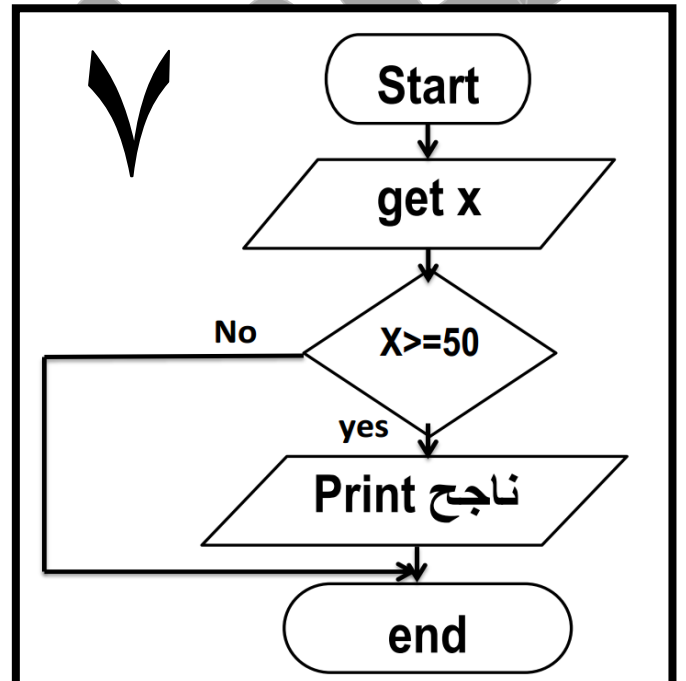 ٧
Start
get x
X>=50
No
yes
Print ناجح
end